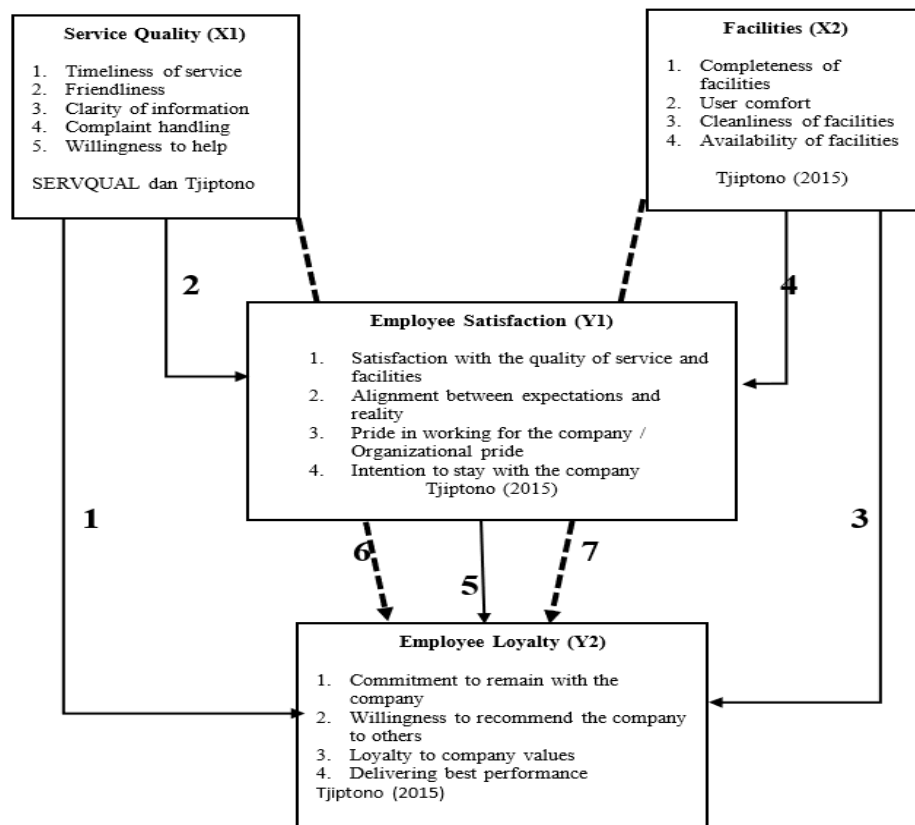 Service Quality (X1)
1. Timeliness of service
2. Friendliness
3. Clarity of information
4. Complaint handling
5. Willingness to help
SERVQUAL dan Tjiptono
Facilities (X2)
1. Completeness of
facilities
2. User comfort
3. Cleanliness of facilities
4. Availability of facilities
Tjiptono (2015)
2
4
Employee Satisfaction (Y1)
1. Satisfaction with the quality of service and
facilities
2. Alignment between expectations and
reality
3. Pride in working for the company /
Organizational pride
4. Intention to stay with the company
Tjiptono (2015)
1
3
6
5
7
Employee Loyalty (Y2)
1. Commitment to remain with the
company
2. Willingness to recommend the company
to others
3. Loyalty to company values
4. Delivering best performance
Tjiptono (2015)